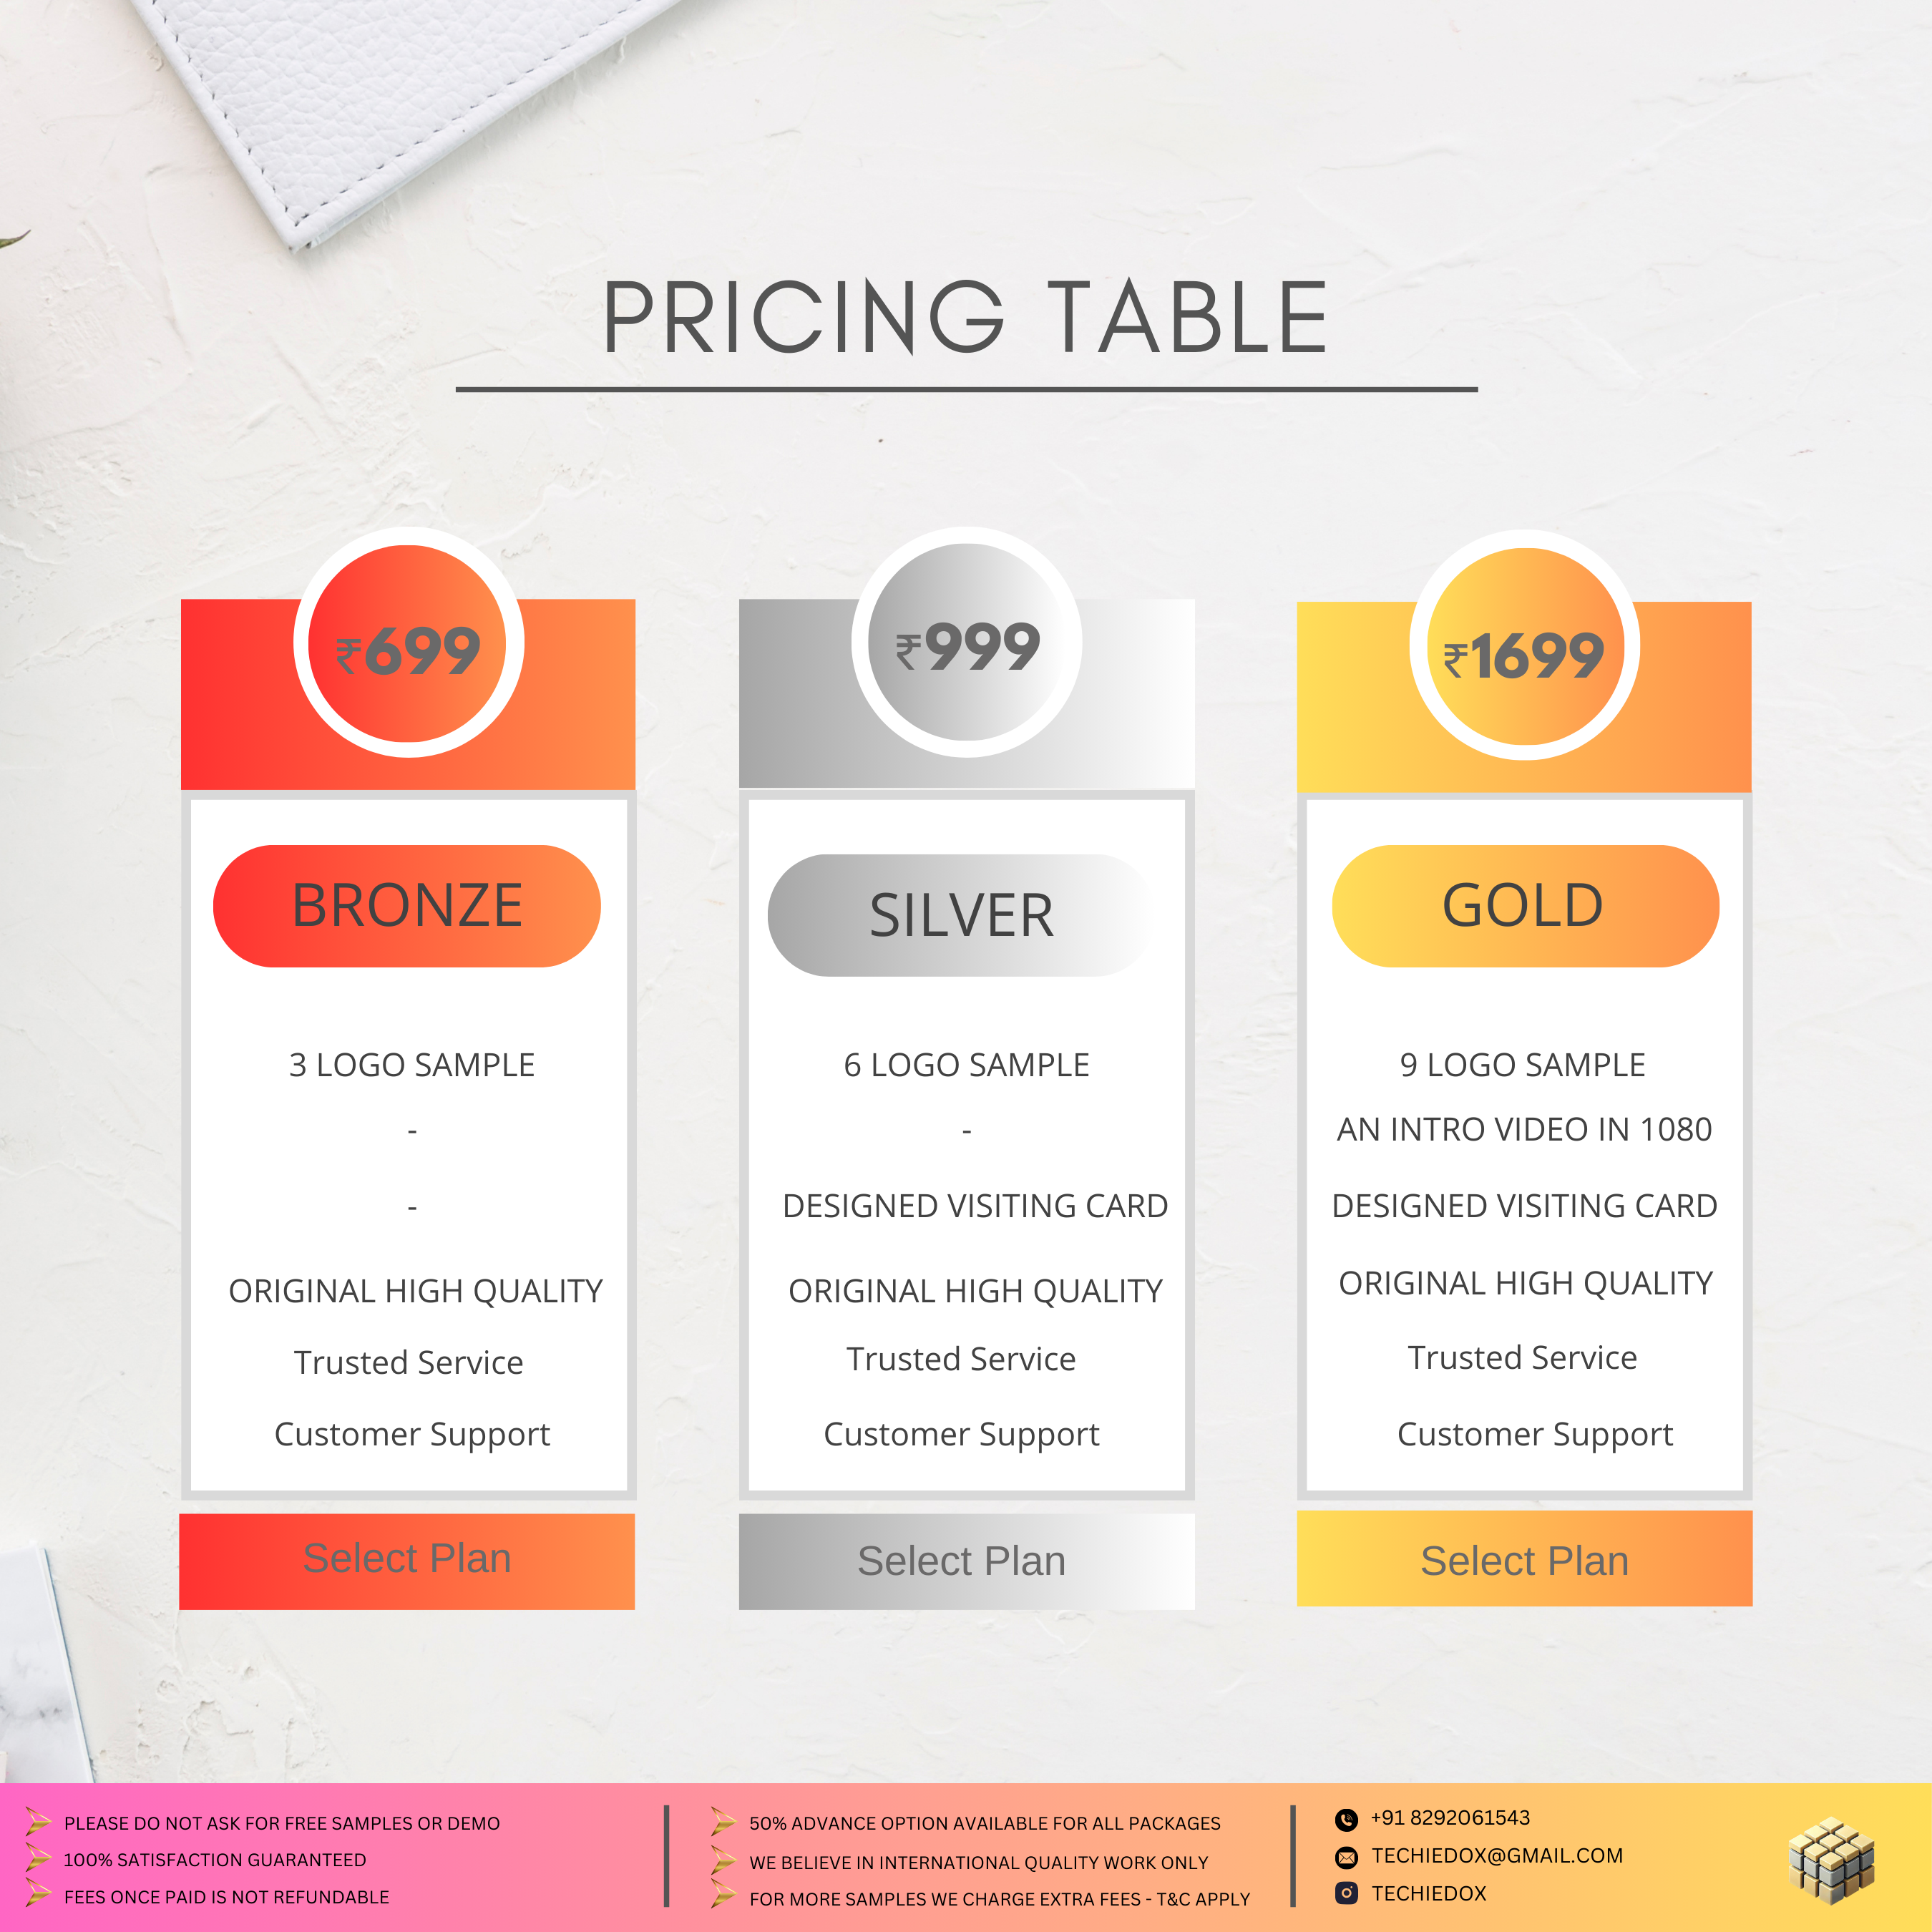 PRICING TABLE
₹699
BRONZE
3 LOGO SAMPLE
-
-
ORIGINAL HIGH QUALITY
Trusted Service
Customer Support
Select Plan
₹999
SILVER
6 LOGO SAMPLE
-
DESIGNED VISITING CARD
ORIGINAL HIGH QUALITY
Trusted Service
Customer Support
Select Plan
₹1699
GOLD
9 LOGO SAMPLE
AN INTRO VIDEO IN 1080
DESIGNED VISITING CARD
ORIGINAL HIGH QUALITY
Trusted Service
Customer Support
Select Plan
PLEASE DO NOT ASK FOR FREE SAMPLES OR DEMO
100% SATISFACTION GUARANTEED
FEES ONCE PAID IS NOT REFUNDABLE
50% ADVANCE OPTION AVAILABLE FOR ALL PACKAGES
WE BELIEVE IN INTERNATIONAL QUALITY WORK ONLY
FOR MORE SAMPLES WE CHARGE EXTRA FEES - T&C APPLY
+91 8292061543
TECHIEDOX@GMAIL.COM
TECHIEDOX